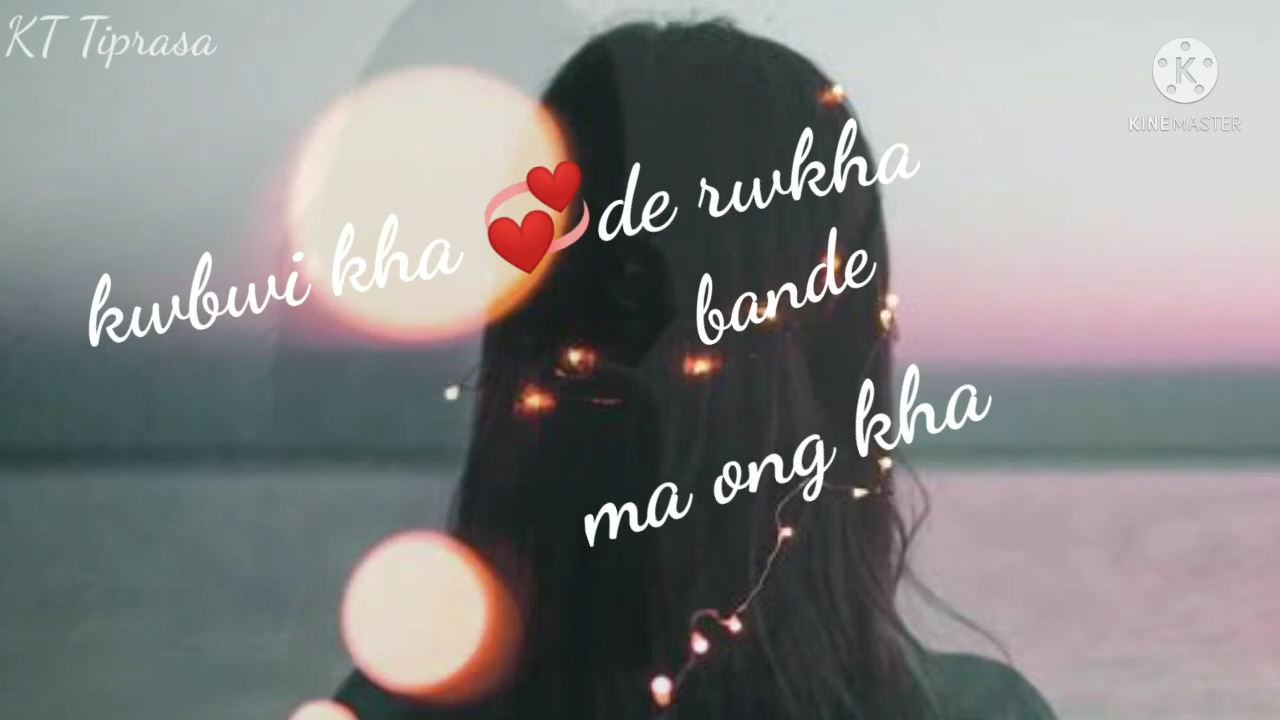 KT Tiprasa
KINEMASTER
kwbwi kha 💞 de rwkha
bande
ma ong kha